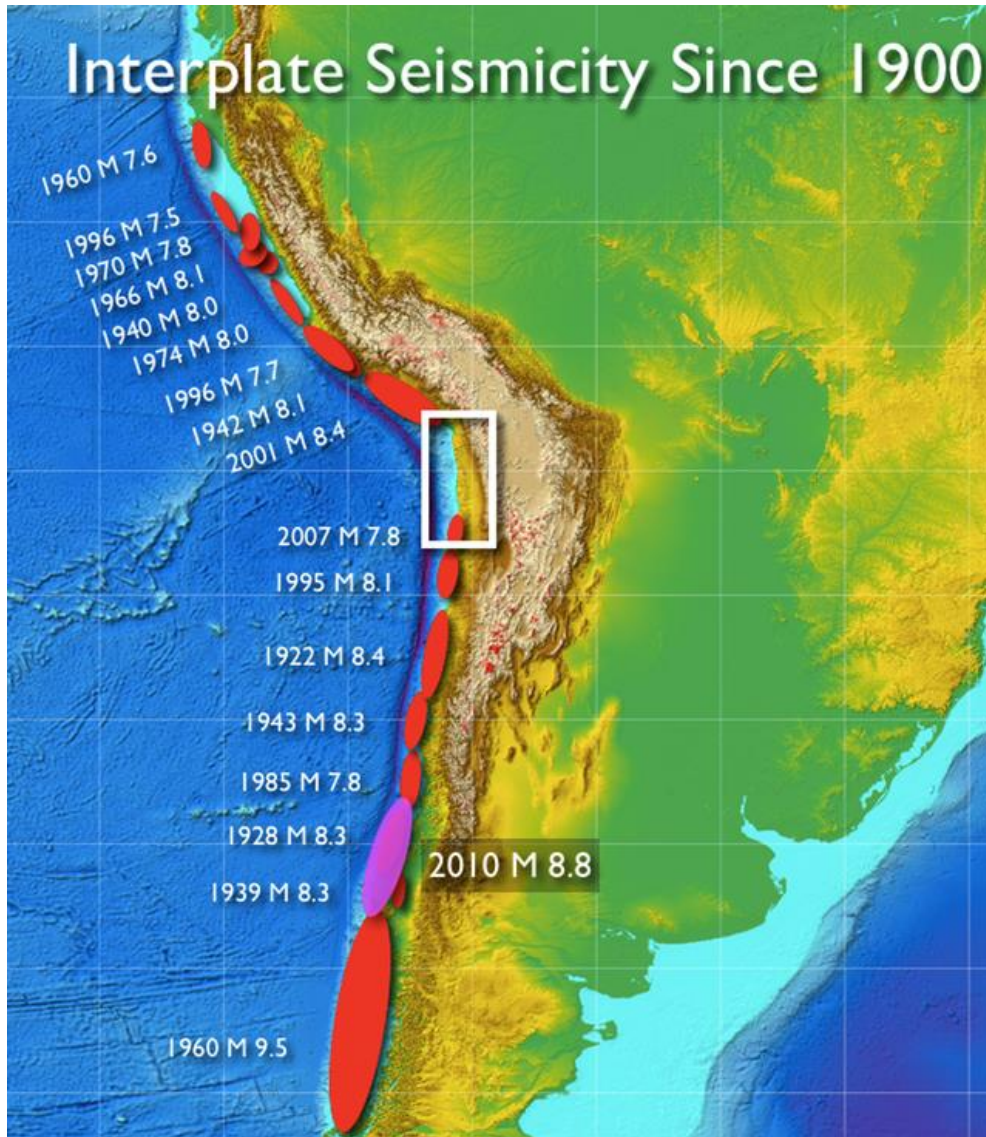 Interplate Seismicity Since 1900
1960 M 7.6
1996 M 7.5
1970 M 7.8
1966 M 8.1
1940 M 8.0
1974 M 8.0
1996 M 7.7
1942 M 8.1
2001 M 8.4
2007 M 7.8
1995 M 8.1
1922 M 8.4
1943 M 8.3
1985 M 7.8
1928 M 8.3
2010 M 8.8
1939 M 8.3
1960 M 9.5